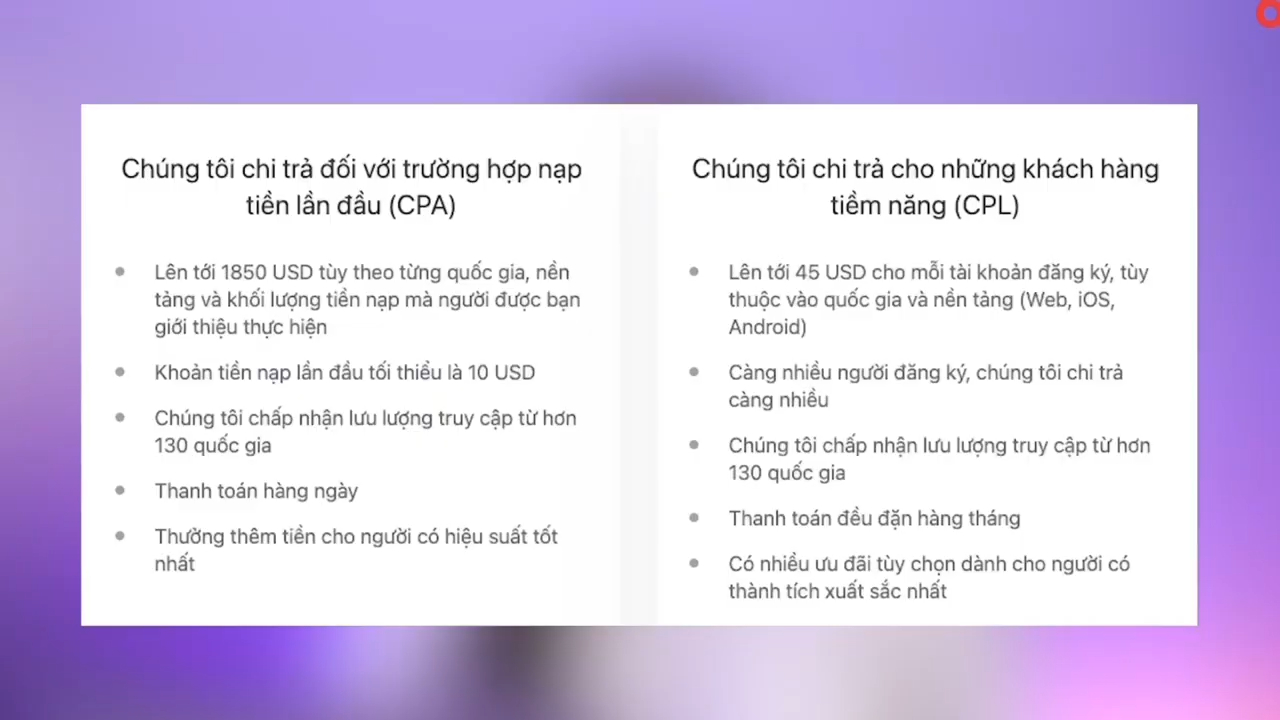 Chúng tôi chi trả đối với trường hợp nạp
tiền lần đầu (CPA)
Lên tới 1850 USD tùy theo từng quốc gia, nền
tảng và khối lượng tiền nạp mà người được bạn
giới thiệu thực hiện
Khoản tiền nạp lần đầu tối thiểu là 10 USD
Chúng tôi chấp nhận lưu lượng truy cập từ hơn
130 quốc gia
Thanh toán hàng ngày
Thưởng thêm tiền cho người có hiệu suất tốt
nhất
Chúng tôi chi trả cho những khách hàng
tiềm năng (CPL)
Lên tới 45 USD cho mỗi tài khoản đăng ký, tùy
thuộc vào quốc gia và nền tảng (Web, iOS,
Android)
Càng nhiều người đăng ký, chúng tôi chi trả
càng nhiều
Chúng tôi chấp nhận lưu lượng truy cập từ hơn
130 quốc gia
Thanh toán đều đặn hàng tháng
Có nhiều ưu đãi tùy chọn dành cho người có
thành tích xuất sắc nhất